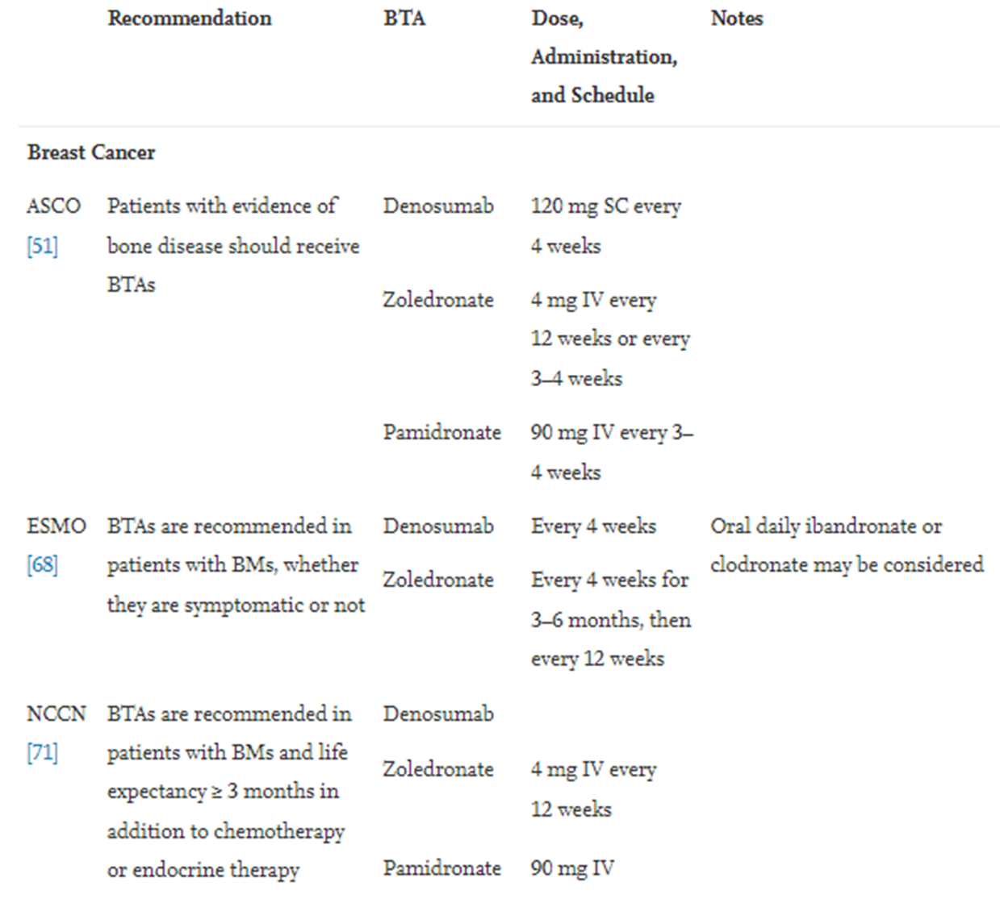 Recommendation BTA Dose, Notes
Administration,
and Schedule
Breast Cancer
ASCO Patients with evidence of Denosumab 120 mg SC every
[51] bone disease should receive 4 weeks
BTAs
Zoledronate 4 mg IV every
12 weeks or every
3–4 weeks
Pamidronate 90 mg IV every 3–
4 weeks
ESMO BTAs are recommended in Denosumab Every 4 weeks Oral daily ibandronate or
[68] patients with BMs, whether clodronate may be considered
Zoledronate Every 4 weeks for
they are symptomatic or not
3–6 months, then
every 12 weeks
NCCN BTAs are recommended in Denosumab
[71] patients with BMs and life
Zoledronate 4 mg IV every
expectancy ≥ 3 months in
12 weeks
addition to chemotherapy
or endocrine therapy Pamidronate 90 mg IV